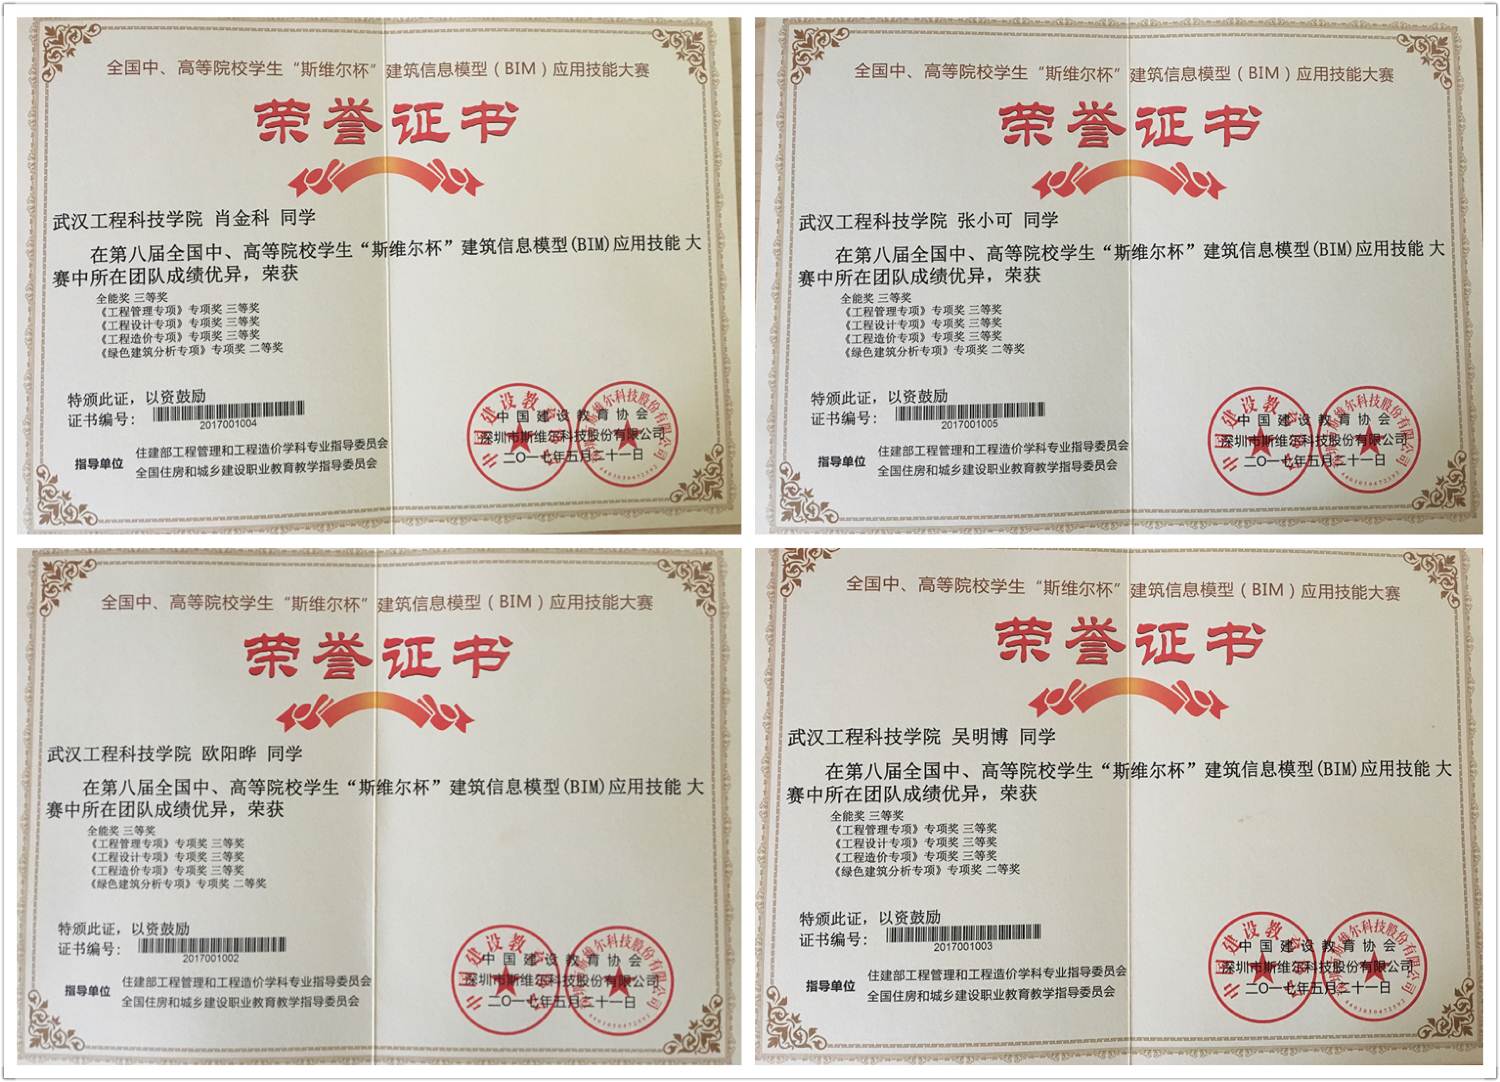 全国中、高等院校学生“斯维尔杯”建筑信息模型（BIM）应用技能大赛
荣誉证书
武汉工程科技学院 肖金科 同学
在第八届全国中、高等院校学生“斯维尔杯”建筑信息模型(BIM)应用技能 大
赛中所在团队成绩优异，荣获
全能奖 三等奖
《工程管理专项》专项奖 三等奖
《工程设计专项》专项奖 三等奖
《工程造价专项》专项奖 三等奖
《绿色建筑分析专项》专项奖 二等奖
特颁此证，以资鼓励
证书编号：
2017001004
指导单位
住建部工程管理和工程造价学科专业指导委员会
全国住房和城乡建设职业教育教学指导委员会
中国建设教育协会
深圳市斯维尔科技股份有限公司
二〇一七年五月二十一日
全国中、高等院校学生“斯维尔杯”建筑信息模型（BIM）应用技能大赛
荣誉证书
武汉工程科技学院 张小可 同学
在第八届全国中、高等院校学生“斯维尔杯”建筑信息模型(BIM)应用技能 大
赛中所在团队成绩优异，荣获
全能奖 三等奖
《工程管理专项》专项奖 三等奖
《工程设计专项》专项奖 三等奖
《工程造价专项》专项奖 三等奖
《绿色建筑分析专项》专项奖 二等奖
特颁此证，以资鼓励
证书编号：
2017001005
指导单位
住建部工程管理和工程造价学科专业指导委员会
全国住房和城乡建设职业教育教学指导委员会
中国建设教育协会
深圳市斯维尔科技股份有限公司
二〇一七年五月二十一日
全国中、高等院校学生“斯维尔杯”建筑信息模型（BIM）应用技能大赛
荣誉证书
武汉工程科技学院 欧阳晔 同学
在第八届全国中、高等院校学生“斯维尔杯”建筑信息模型(BIM)应用技能 大
赛中所在团队成绩优异，荣获
全能奖 三等奖
《工程管理专项》专项奖 三等奖
《工程设计专项》专项奖 三等奖
《工程造价专项》专项奖 三等奖
《绿色建筑分析专项》专项奖 二等奖
特颁此证，以资鼓励
证书编号：
2017001002
指导单位
住建部工程管理和工程造价学科专业指导委员会
全国住房和城乡建设职业教育教学指导委员会
中国建设教育协会
深圳市斯维尔科技股份有限公司
二〇一七年五月二十一日
全国中、高等院校学生“斯维尔杯”建筑信息模型（BIM）应用技能大赛
荣誉证书
武汉工程科技学院 吴明博 同学
在第八届全国中、高等院校学生“斯维尔杯”建筑信息模型(BIM)应用技能 大
赛中所在团队成绩优异，荣获
全能奖 三等奖
《工程管理专项》专项奖 三等奖
《工程设计专项》专项奖 三等奖
《工程造价专项》专项奖 三等奖
《绿色建筑分析专项》专项奖 二等奖
特颁此证，以资鼓励
证书编号：
2017001003
指导单位
住建部工程管理和工程造价学科专业指导委员会
全国住房和城乡建设职业教育教学指导委员会
中国建设教育协会
深圳市斯维尔科技股份有限公司
二〇一七年五月二十一日